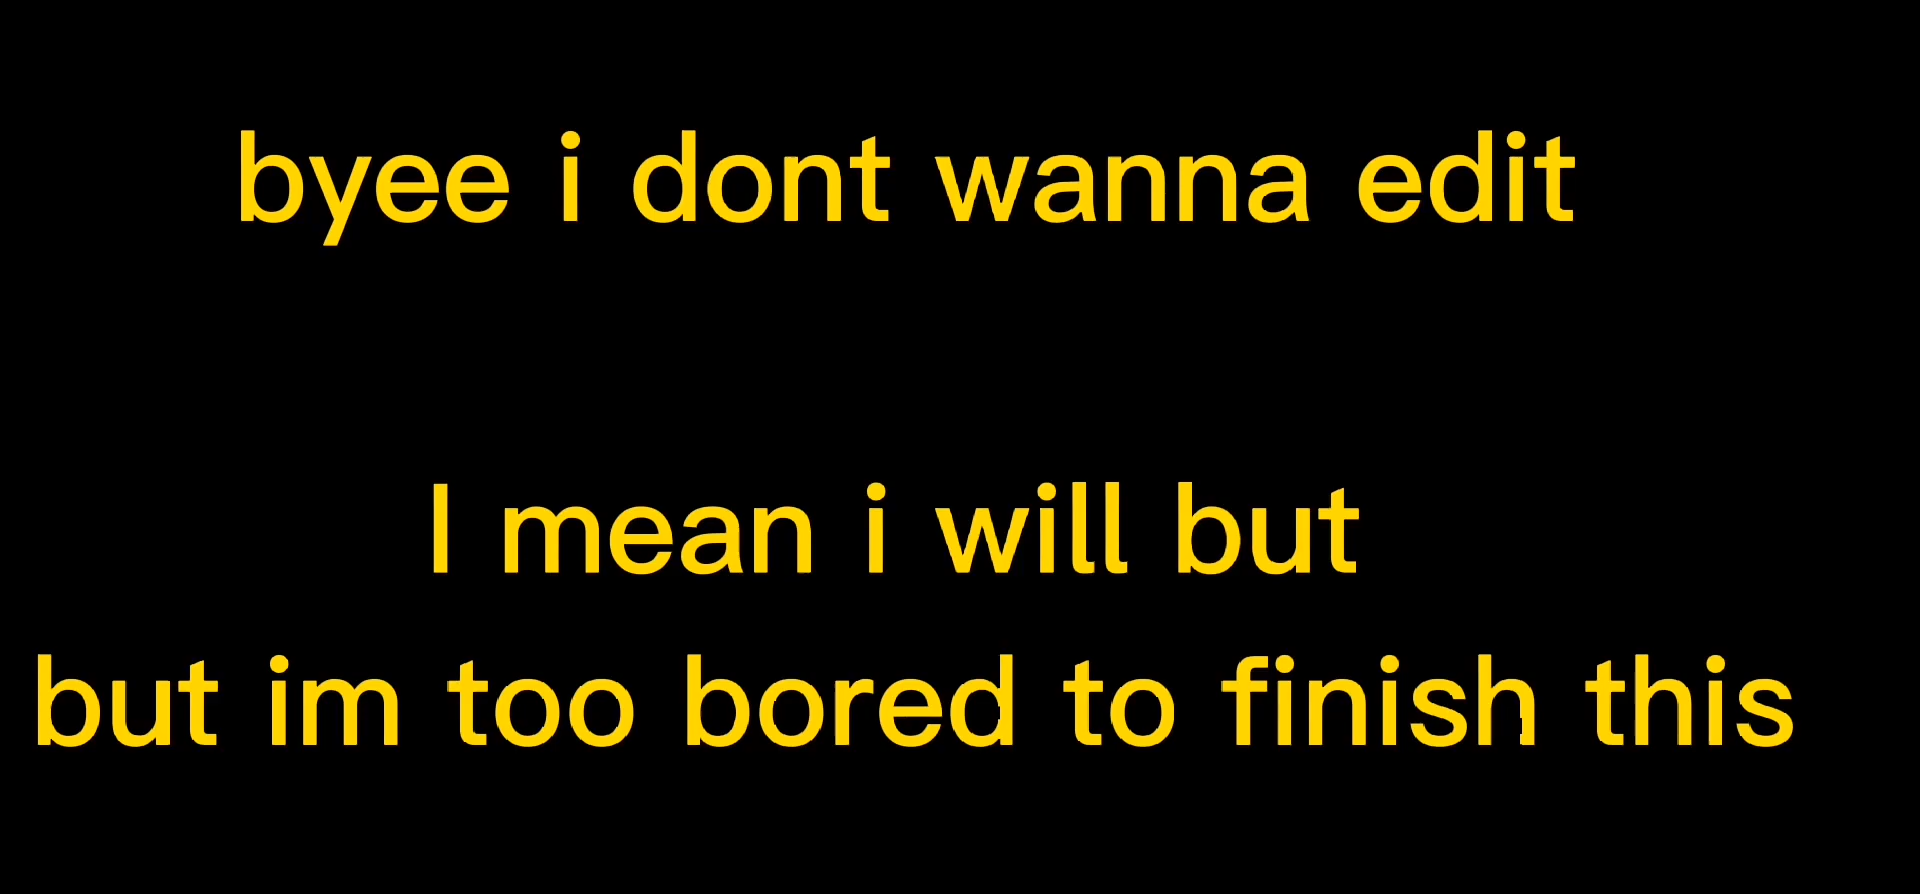 byee i dont wanna edit
I mean i will but
but im too bored to finish this